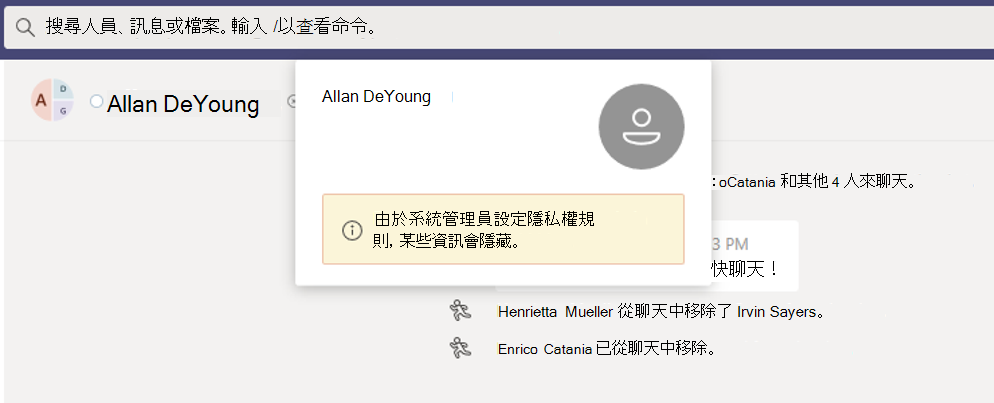 搜尋人員、訊息或檔案。輸入 /以查看命令。
A
D
G
Allan DeYoung
Allan DeYoung
oCatania 和其他 4 人來聊天。
由於系統管理員設定隱私權規
則, 某些資訊會隱藏。
3 PM
快聊天！
Henrietta Mueller 從聊天中移除了 Irvin Sayers。
Enrico Catania 已從聊天中移除。